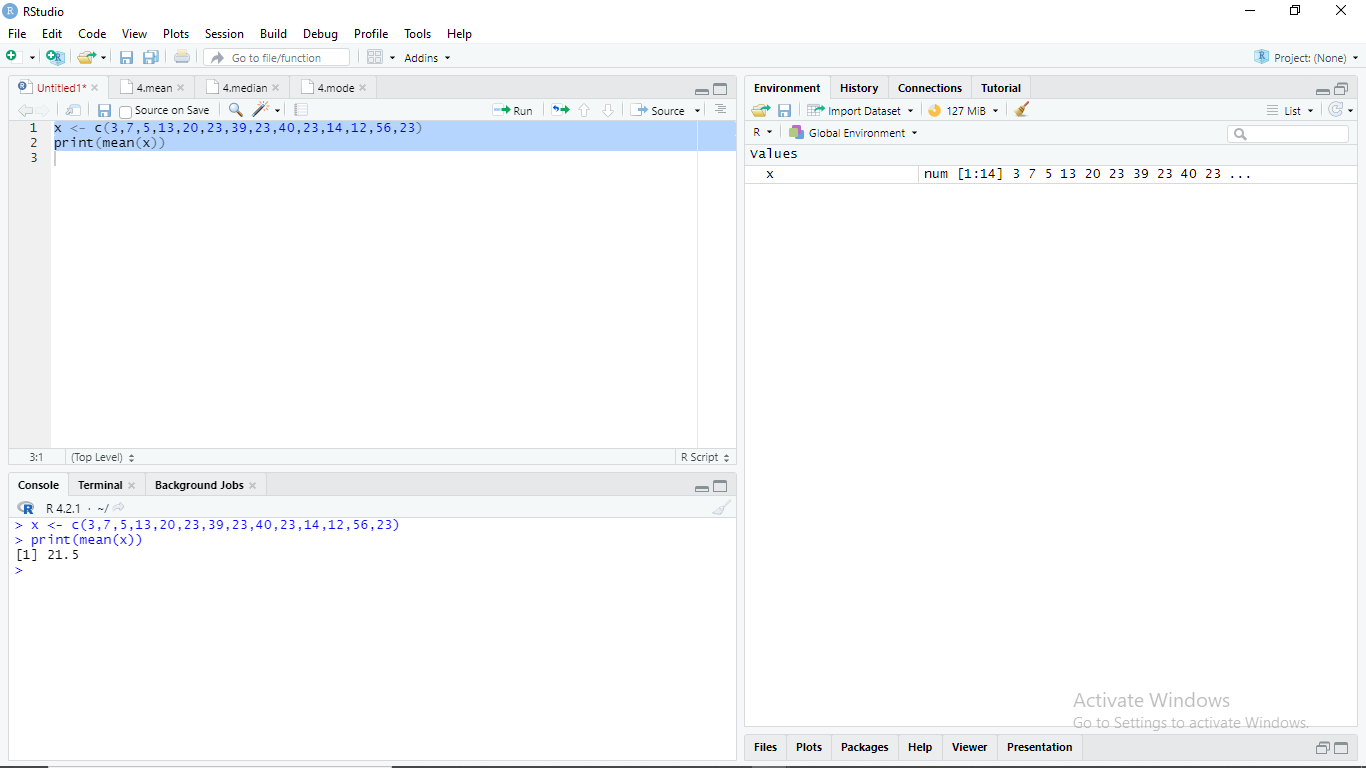 RStudio
File Edit Code View Plots Session Build Debug Profile Tools Help
Go to file/function Addins Project: (None)
Untitled1* 4.mean 4.median 4.mode
Source on Save Run Source
1 x <- c(3,7,5,13,20,23,39,23,40,23,14,12,56,23)
2 print(mean(x))
3
3:1 (Top Level) R Script
Console Terminal Background Jobs
R 4.2.1 · ~/
> x <- c(3,7,5,13,20,23,39,23,40,23,14,12,56,23)
> print(mean(x))
[1] 21.5
>
Environment History Connections Tutorial
Import Dataset 127 MiB List
R Global Environment
values
x num [1:14] 3 7 5 13 20 23 39 23 40 23 ...
Activate Windows
Go to Settings to activate Windows.
Files Plots Packages Help Viewer Presentation